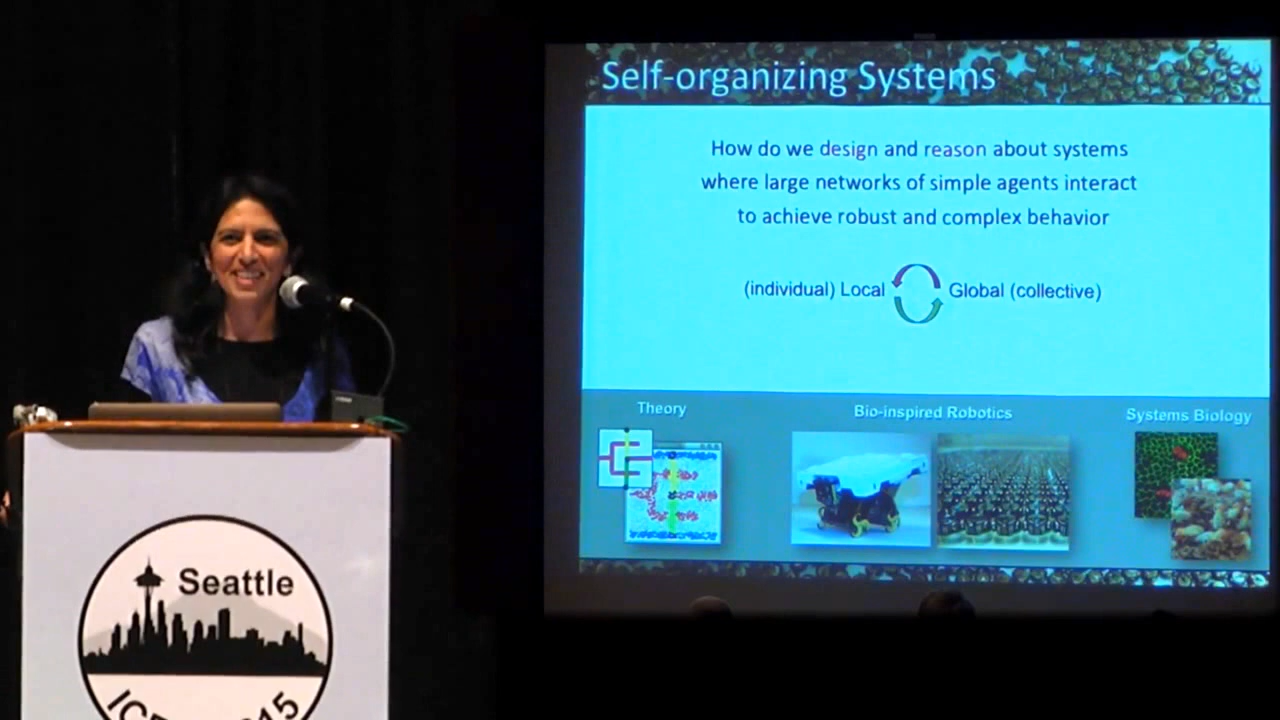 Self-organizing Systems
How do we design and reason about systems
where large networks of simple agents interact
to achieve robust and complex behavior
(individual) Local Global (collective)
Theory Bio-inspired Robotics Systems Biology
Seattle